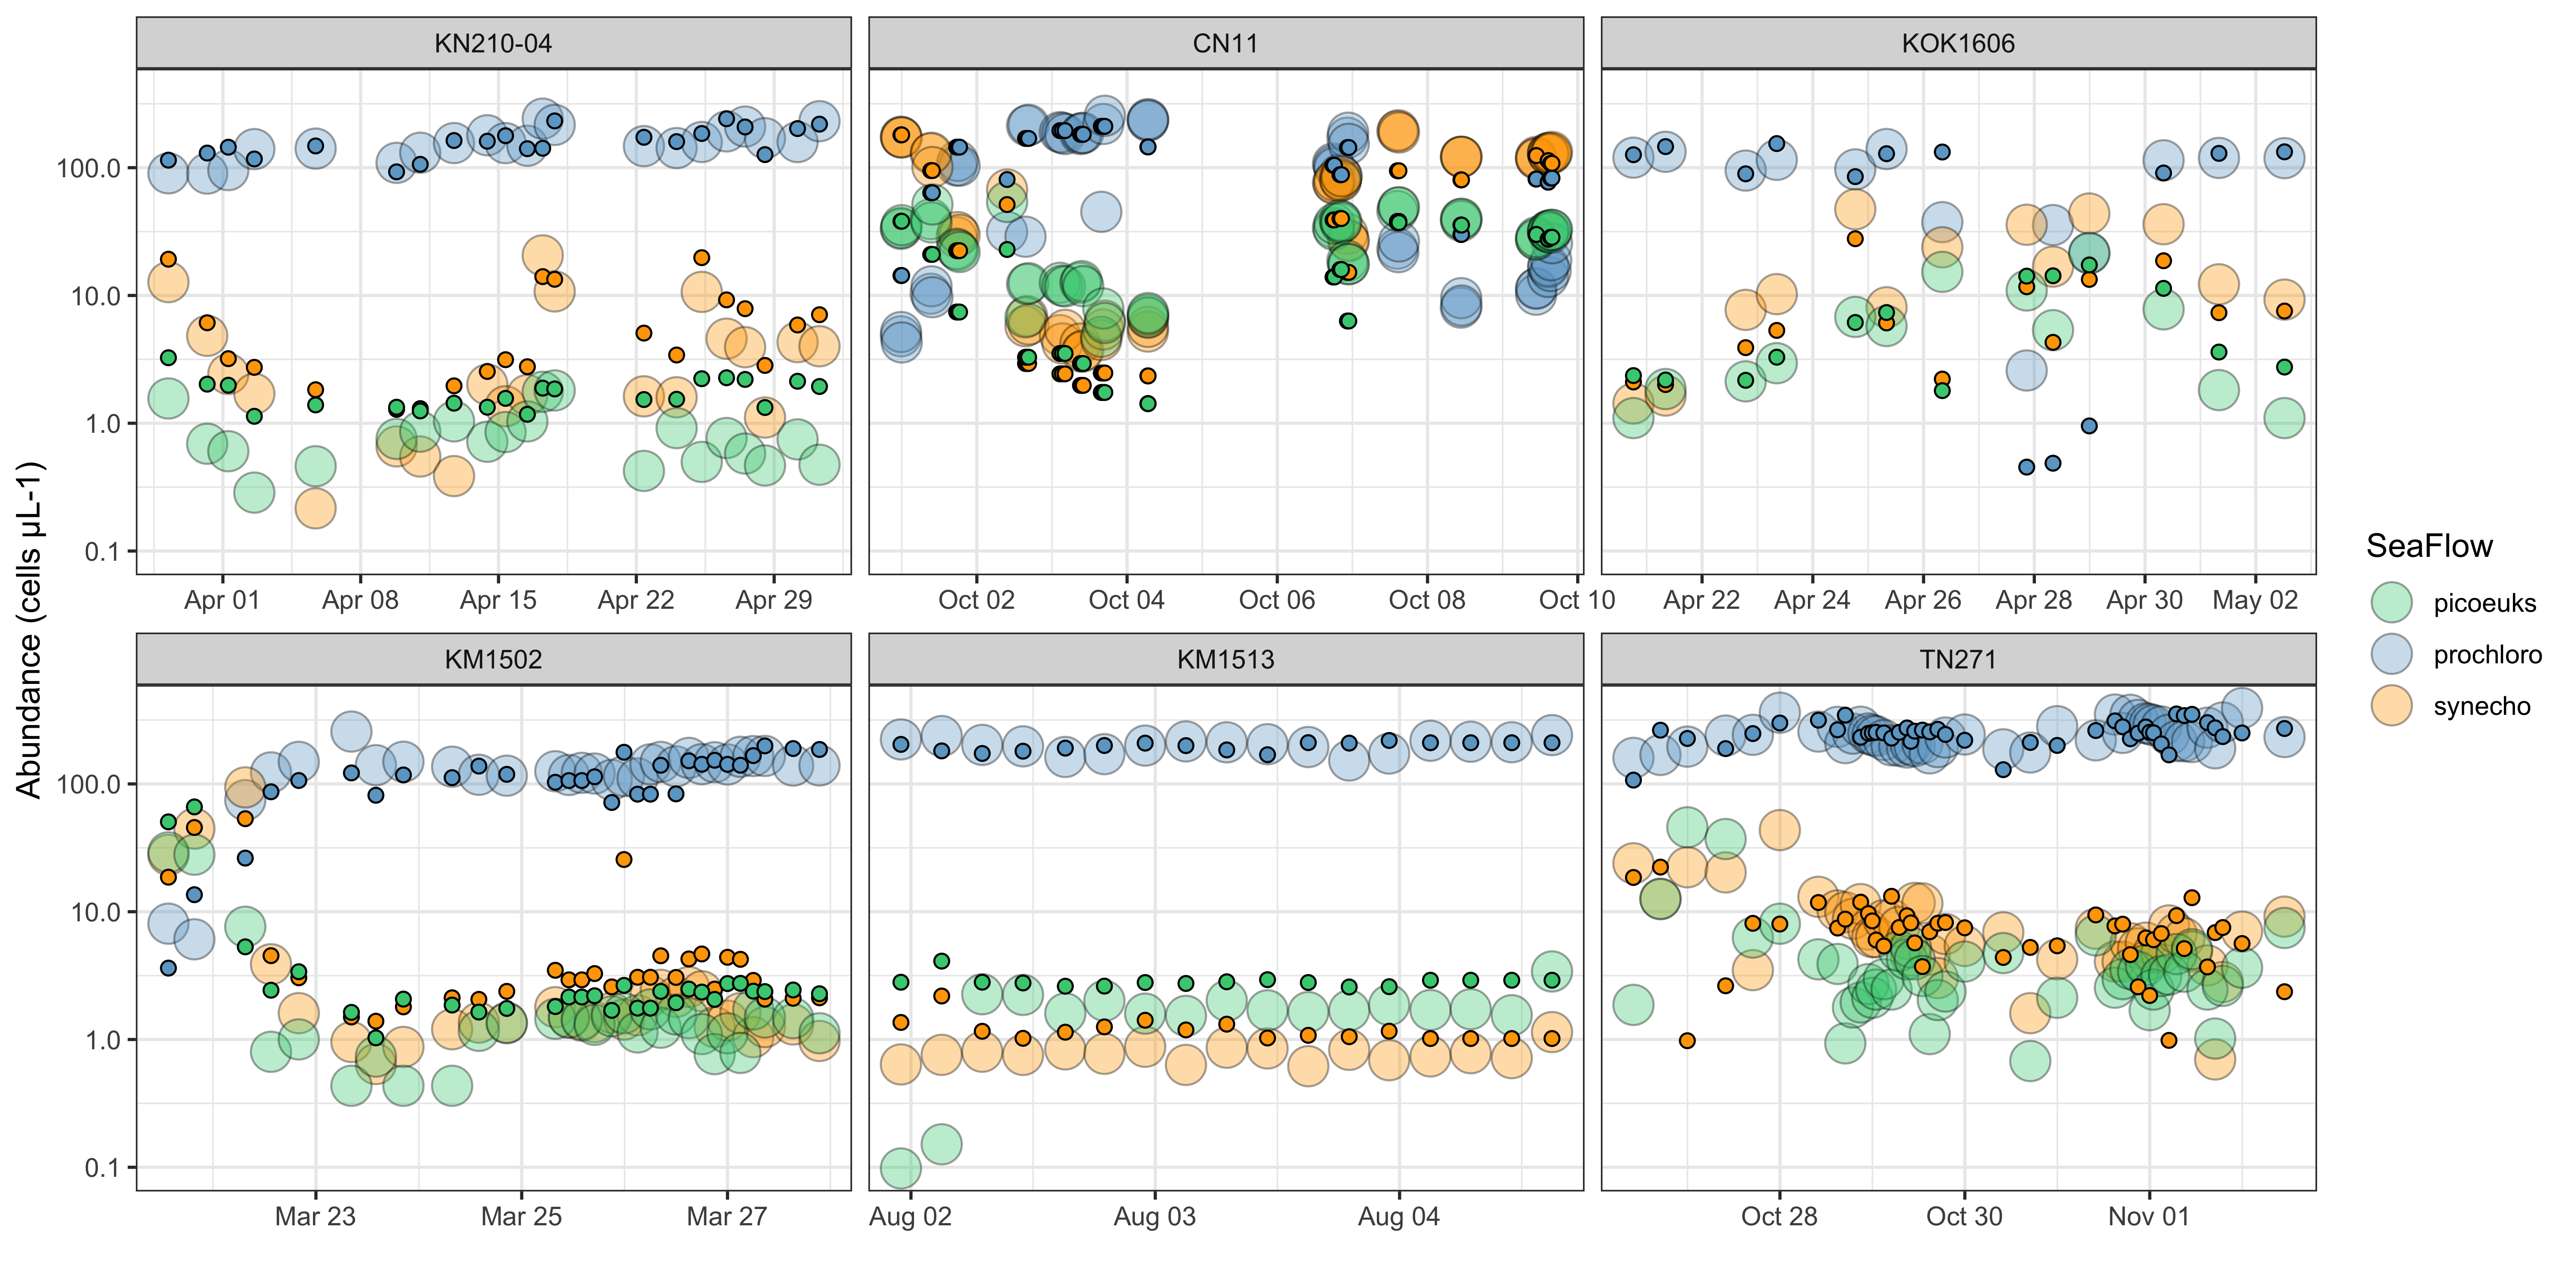 KN210-04
CN11
KOK1606
100.0
10.0
1.0
0.1
Apr 01
Apr 08
Apr 15
Apr 22
Apr 29
Oct 02
Oct 04
Oct 06
Oct 08
Oct 10
Apr 22
Apr 24
Apr 26
Apr 28
Apr 30
May 02
Abundance (cells µL-1)
KM1502
KM1513
TN271
100.0
10.0
1.0
0.1
Mar 23
Mar 25
Mar 27
Aug 02
Aug 03
Aug 04
Oct 28
Oct 30
Nov 01
SeaFlow
picoeuks
prochloro
synecho